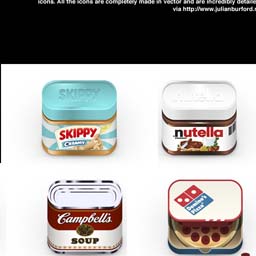 icons. All the icons are completely made in vector and are incredibly detaile
via http://www.julianburford.
SKIPPY
SKIPPY
CREAMY
nutella
nutella
Campbell's
SOUP
Domino's
Pizza